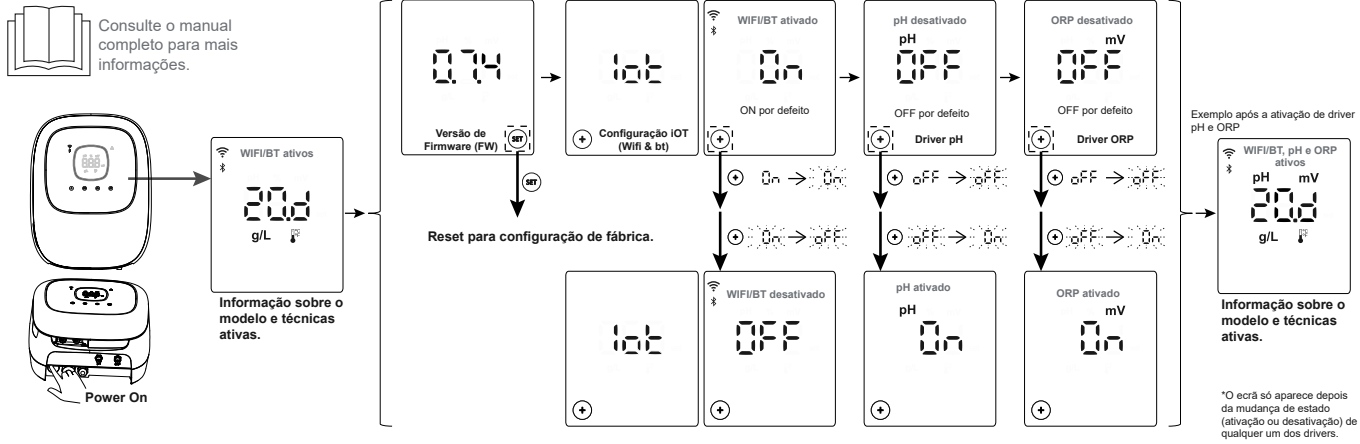 Consulte o manual
completo para mais
informações.
Power On
WIFI/BT ativos
20.d
g/L
Informação sobre o
modelo e técnicas
ativas.
0.7.4
Versão de
Firmware (FW)
SET
SET
Reset para configuração de fábrica.
Iot
+ Configuração iOT
(Wifi & bt)
WIFI/BT ativado
On
ON por defeito
+
+ On → On
+ On → oFF
pH desativado
pH
OFF
OFF por defeito
+ Driver pH
+ oFF → oFF
+ oFF → On
ORP desativado
mV
OFF
OFF por defeito
+ Driver ORP
+ oFF → oFF
+ oFF → On
Iot
+
WIFI/BT desativado
OFF
pH ativado
pH
On
+
ORP ativado
mV
On
+
Exemplo após a ativação de driver
pH e ORP
WIFI/BT, pH e ORP
ativos
pH mV
20.d
g/L
Informação sobre o
modelo e técnicas
ativas.
*O ecrã só aparece depois
da mudança de estado
(ativação ou desativação) de
qualquer um dos drivers.